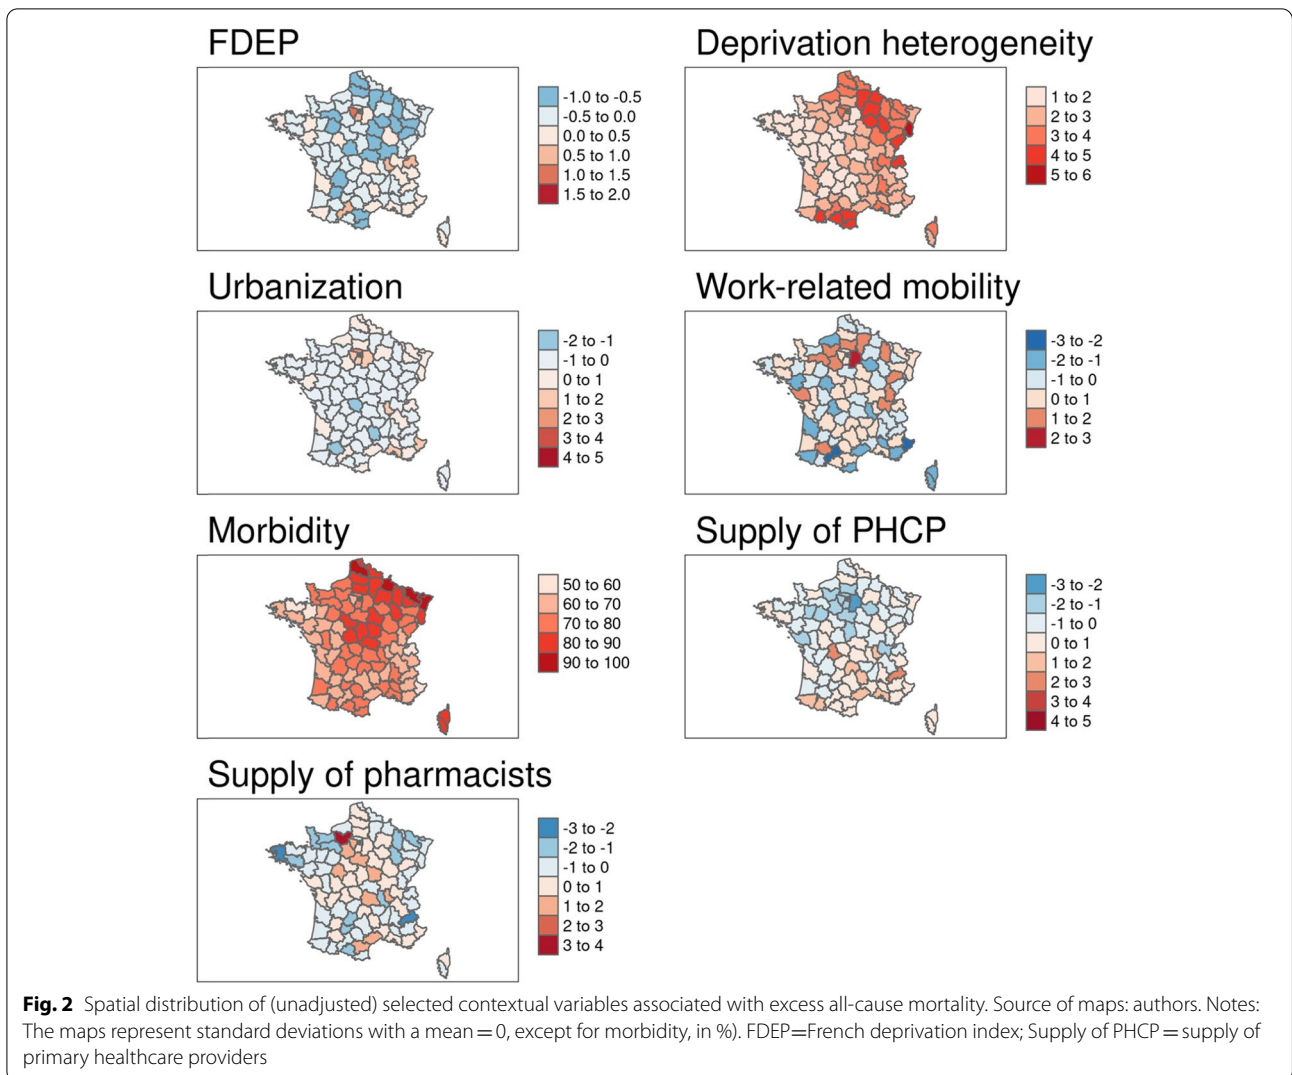 FDEP
-1.0 to -0.5
-0.5 to 0.0
0.0 to 0.5
0.5 to 1.0
1.0 to 1.5
1.5 to 2.0
Deprivation heterogeneity
1 to 2
2 to 3
3 to 4
4 to 5
5 to 6
Urbanization
-2 to -1
-1 to 0
0 to 1
1 to 2
2 to 3
3 to 4
4 to 5
Work-related mobility
-3 to -2
-2 to -1
-1 to 0
0 to 1
1 to 2
2 to 3
Morbidity
50 to 60
60 to 70
70 to 80
80 to 90
90 to 100
Supply of PHCP
-3 to -2
-2 to -1
-1 to 0
0 to 1
1 to 2
2 to 3
3 to 4
4 to 5
Supply of pharmacists
-3 to -2
-2 to -1
-1 to 0
0 to 1
1 to 2
2 to 3
3 to 4
Fig. 2 Spatial distribution of (unadjusted) selected contextual variables associated with excess all-cause mortality. Source of maps: authors. Notes:
The maps represent standard deviations with a mean = 0, except for morbidity, in %). FDEP=French deprivation index; Supply of PHCP = supply of
primary healthcare providers